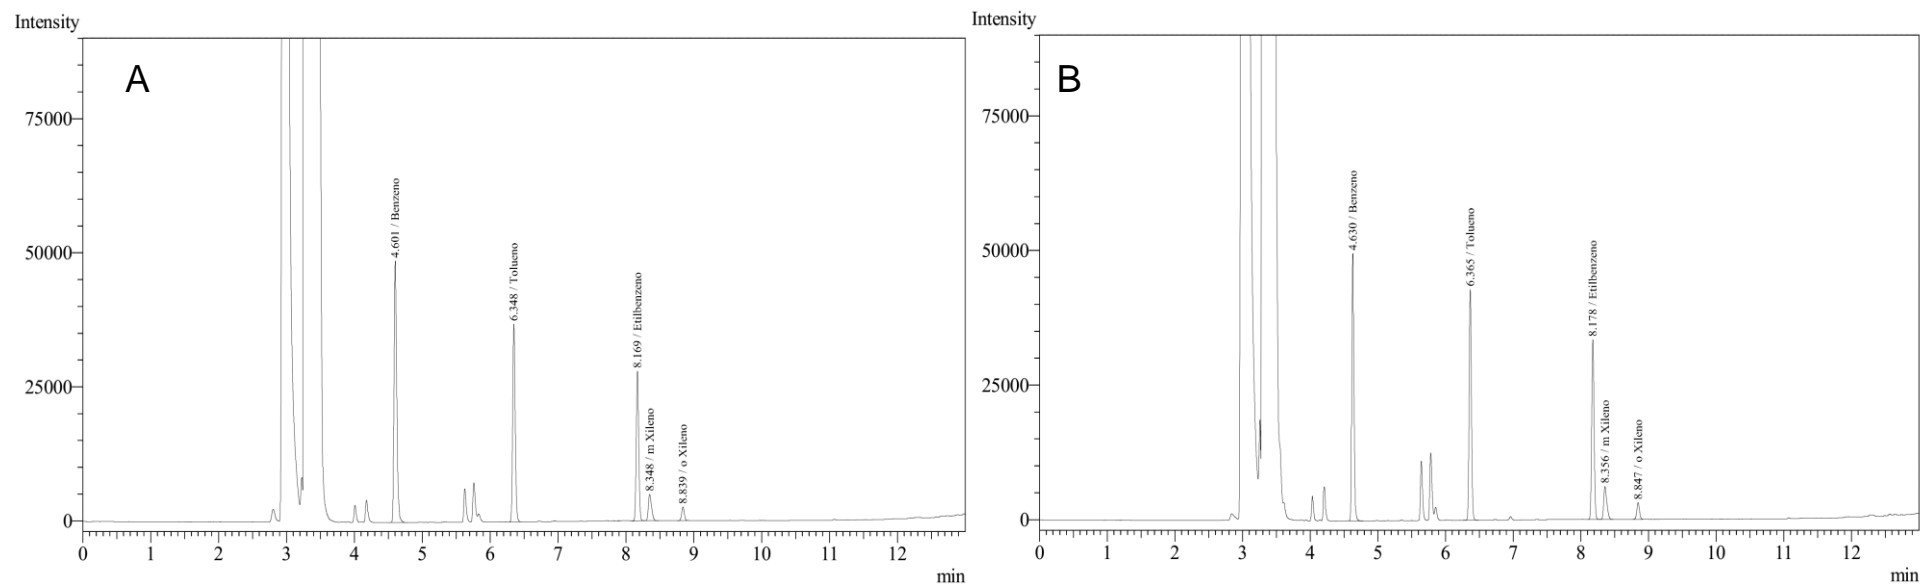 Intensity
A
75000
50000
25000
0
4.601 / Benzeno
6.348 / Tolueno
8.169 / Etilbenzeno
8.348 / m Xileno
8.839 / o Xileno
0 1 2 3 4 5 6 7 8 9 10 11 12
min
Intensity
B
75000
50000
25000
0
4.630 / Benzeno
6.365 / Tolueno
8.178 / Etilbenzeno
8.356 / m Xileno
8.847 / o Xileno
0 1 2 3 4 5 6 7 8 9 10 11 12
min